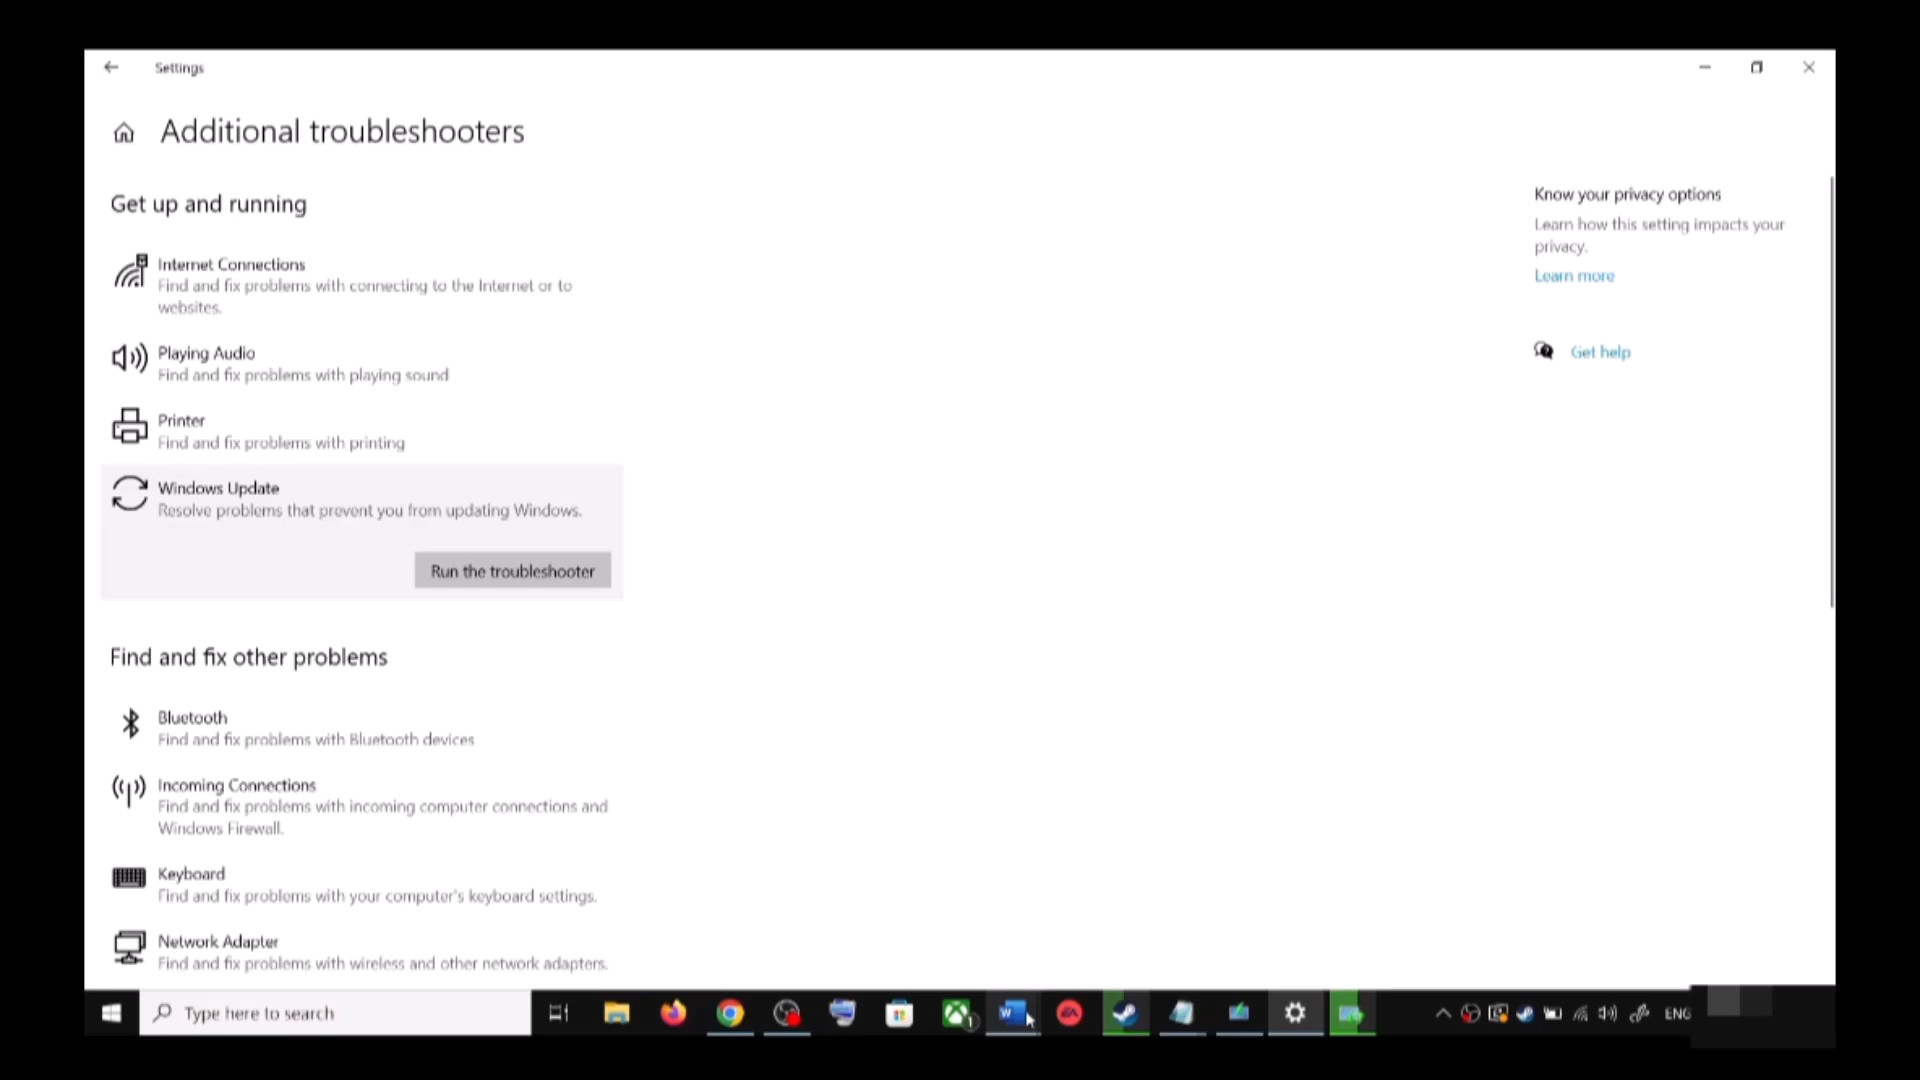 Settings
Additional troubleshooters
Get up and running
Internet Connections
Find and fix problems with connecting to the Internet or to
websites.
Playing Audio
Find and fix problems with playing sound
Printer
Find and fix problems with printing
Windows Update
Resolve problems that prevent you from updating Windows.
Run the troubleshooter
Find and fix other problems
Bluetooth
Find and fix problems with Bluetooth devices
Incoming Connections
Find and fix problems with incoming computer connections and
Windows Firewall.
Keyboard
Find and fix problems with your computer's keyboard settings.
Network Adapter
Find and fix problems with wireless and other network adapters.
Know your privacy options
Learn how this setting impacts your
privacy.
Learn more
Get help
Type here to search
1
W
EA
ENG